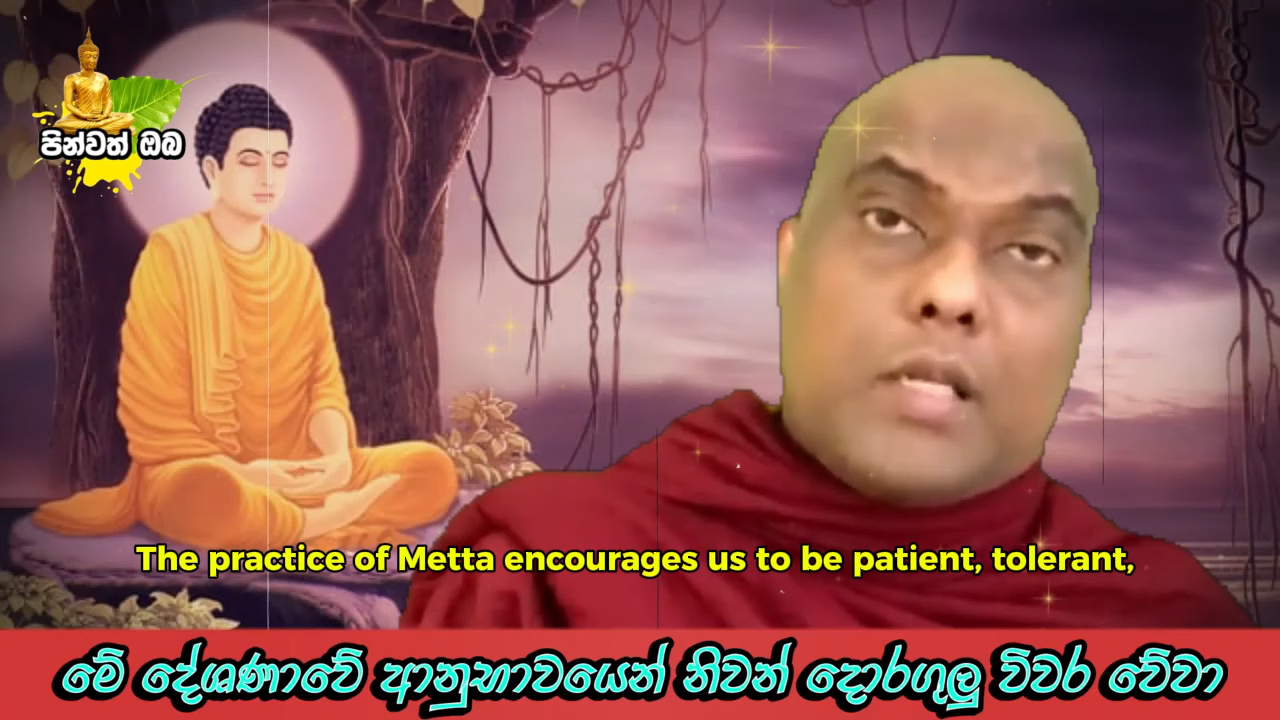 පින්වත් ඔබ
The practice of Metta encourages us to be patient, tolerant,
මේ දේශණාවේ ආනුභාවයෙන් නිවන් දොරගුලු විවර වේවා